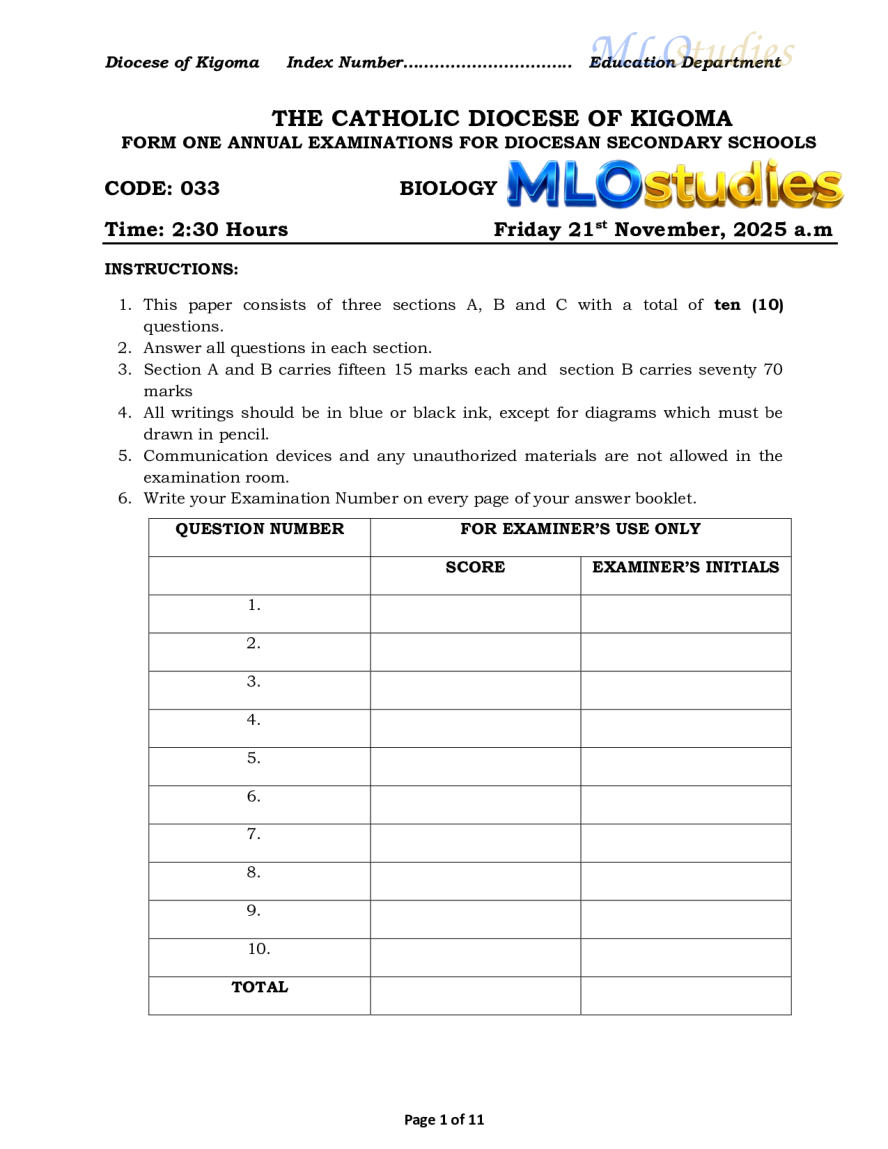 MLOstudies
Diocese of Kigoma Index Number................................ Education Department
THE CATHOLIC DIOCESE OF KIGOMA
FORM ONE ANNUAL EXAMINATIONS FOR DIOCESAN SECONDARY SCHOOLS
CODE: 033 BIOLOGY MLOstudies
Time: 2:30 Hours Friday 21st November, 2025 a.m
INSTRUCTIONS:
1. This paper consists of three sections A, B and C with a total of ten (10)
questions.
2. Answer all questions in each section.
3. Section A and B carries fifteen 15 marks each and section B carries seventy 70
marks
4. All writings should be in blue or black ink, except for diagrams which must be
drawn in pencil.
5. Communication devices and any unauthorized materials are not allowed in the
examination room.
6. Write your Examination Number on every page of your answer booklet.
QUESTION NUMBER FOR EXAMINER'S USE ONLY
SCORE EXAMINER'S INITIALS
1.
2.
3.
4.
5.
6.
7.
8.
9.
10.
TOTAL
Page 1 of 11